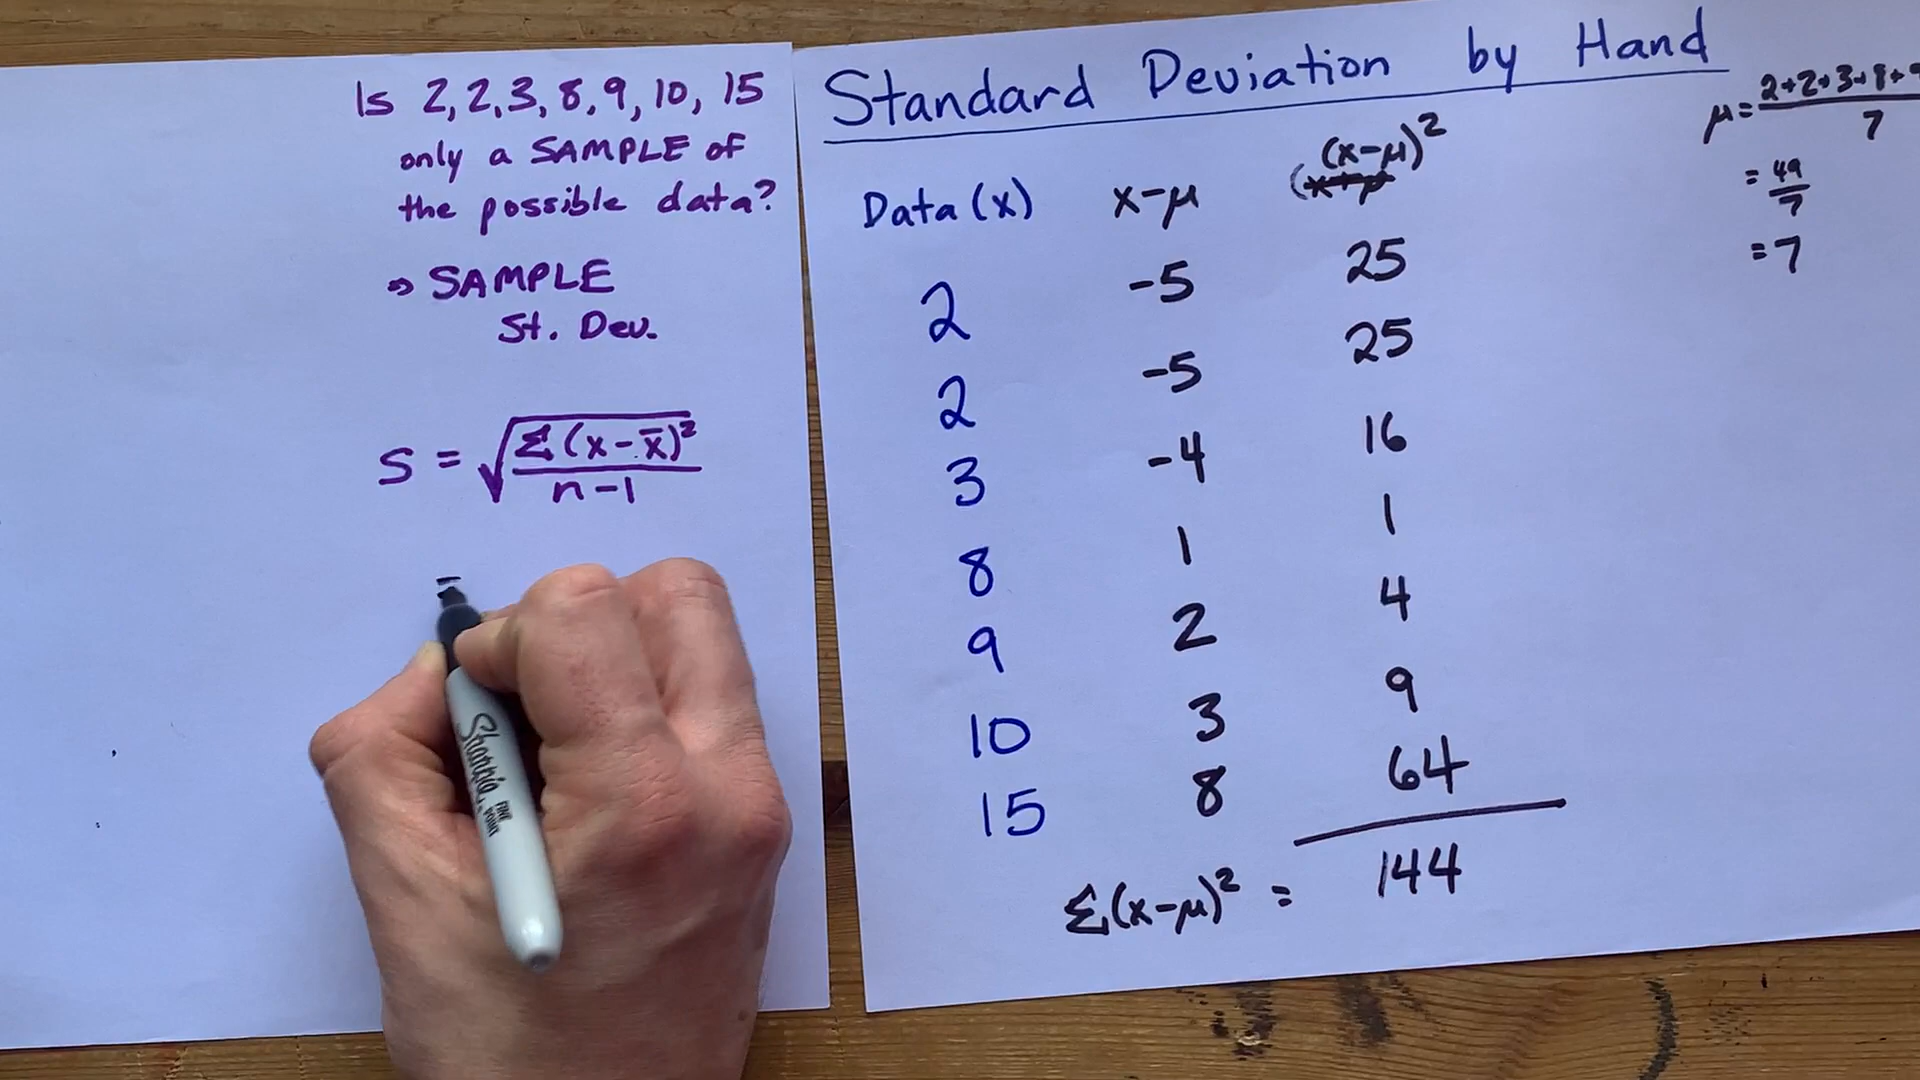 Is 2, 2, 3, 8, 9, 10, 15
only a SAMPLE of
the possible data?
⇒ SAMPLE
St. Dev.
s = √ Σ(x-x̄)²
n-1
=
Sharpie
FINE POINT
Standard Deviation by Hand
Data (x) x-μ (x-μ)²
2 -5 25
2 -5 25
3 -4 16
8 1 1
9 2 4
10 3 9
15 8 64
Σ(x-μ)² = 144
μ = 2+2+3+8+9
7
= 49
7
= 7